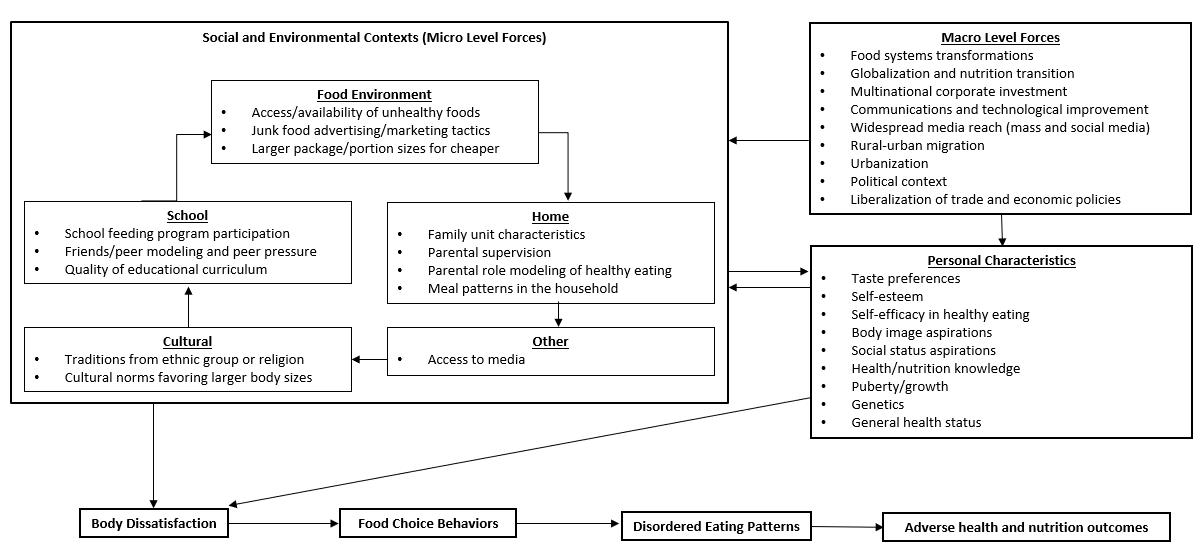 Social and Environmental Contexts (Micro Level Forces)
Food Environment
• Access/availability of unhealthy foods
• Junk food advertising/marketing tactics
• Larger package/portion sizes for cheaper
School
• School feeding program participation
• Friends/peer modeling and peer pressure
• Quality of educational curriculum
Home
• Family unit characteristics
• Parental supervision
• Parental role modeling of healthy eating
• Meal patterns in the household
Cultural
• Traditions from ethnic group or religion
• Cultural norms favoring larger body sizes
Other
• Access to media
Macro Level Forces
• Food systems transformations
• Globalization and nutrition transition
• Multinational corporate investment
• Communications and technological improvement
• Widespread media reach (mass and social media)
• Rural-urban migration
• Urbanization
• Political context
• Liberalization of trade and economic policies
Personal Characteristics
• Taste preferences
• Self-esteem
• Self-efficacy in healthy eating
• Body image aspirations
• Social status aspirations
• Health/nutrition knowledge
• Puberty/growth
• Genetics
• General health status
Body Dissatisfaction
Food Choice Behaviors
Disordered Eating Patterns
Adverse health and nutrition outcomes